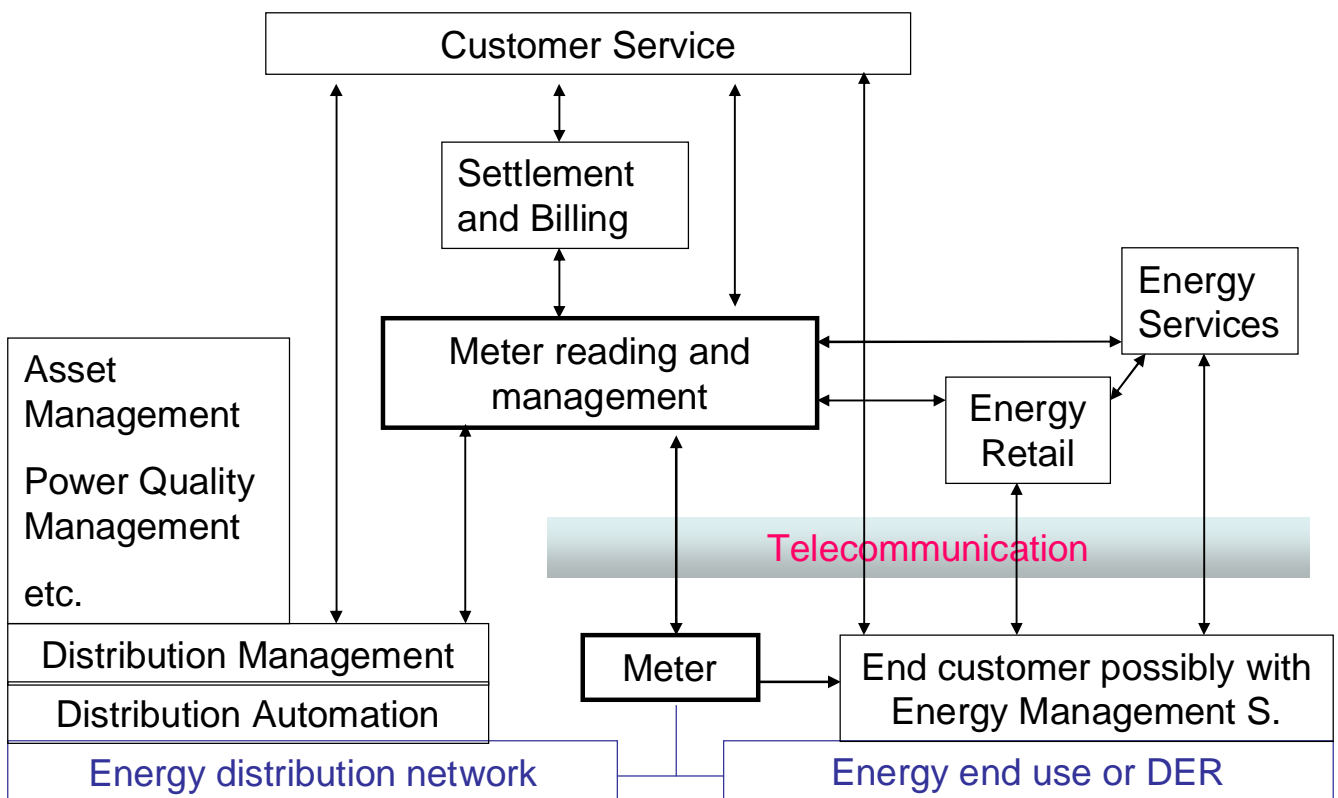 Customer Service
Settlement
and Billing
Energy
Services
Meter reading and
management
Asset
Management
Power Quality
Management
etc.
Energy
Retail
Telecommunication
Distribution Management
Distribution Automation
Meter
End customer possibly with
Energy Management S.
Energy distribution network
Energy end use or DER